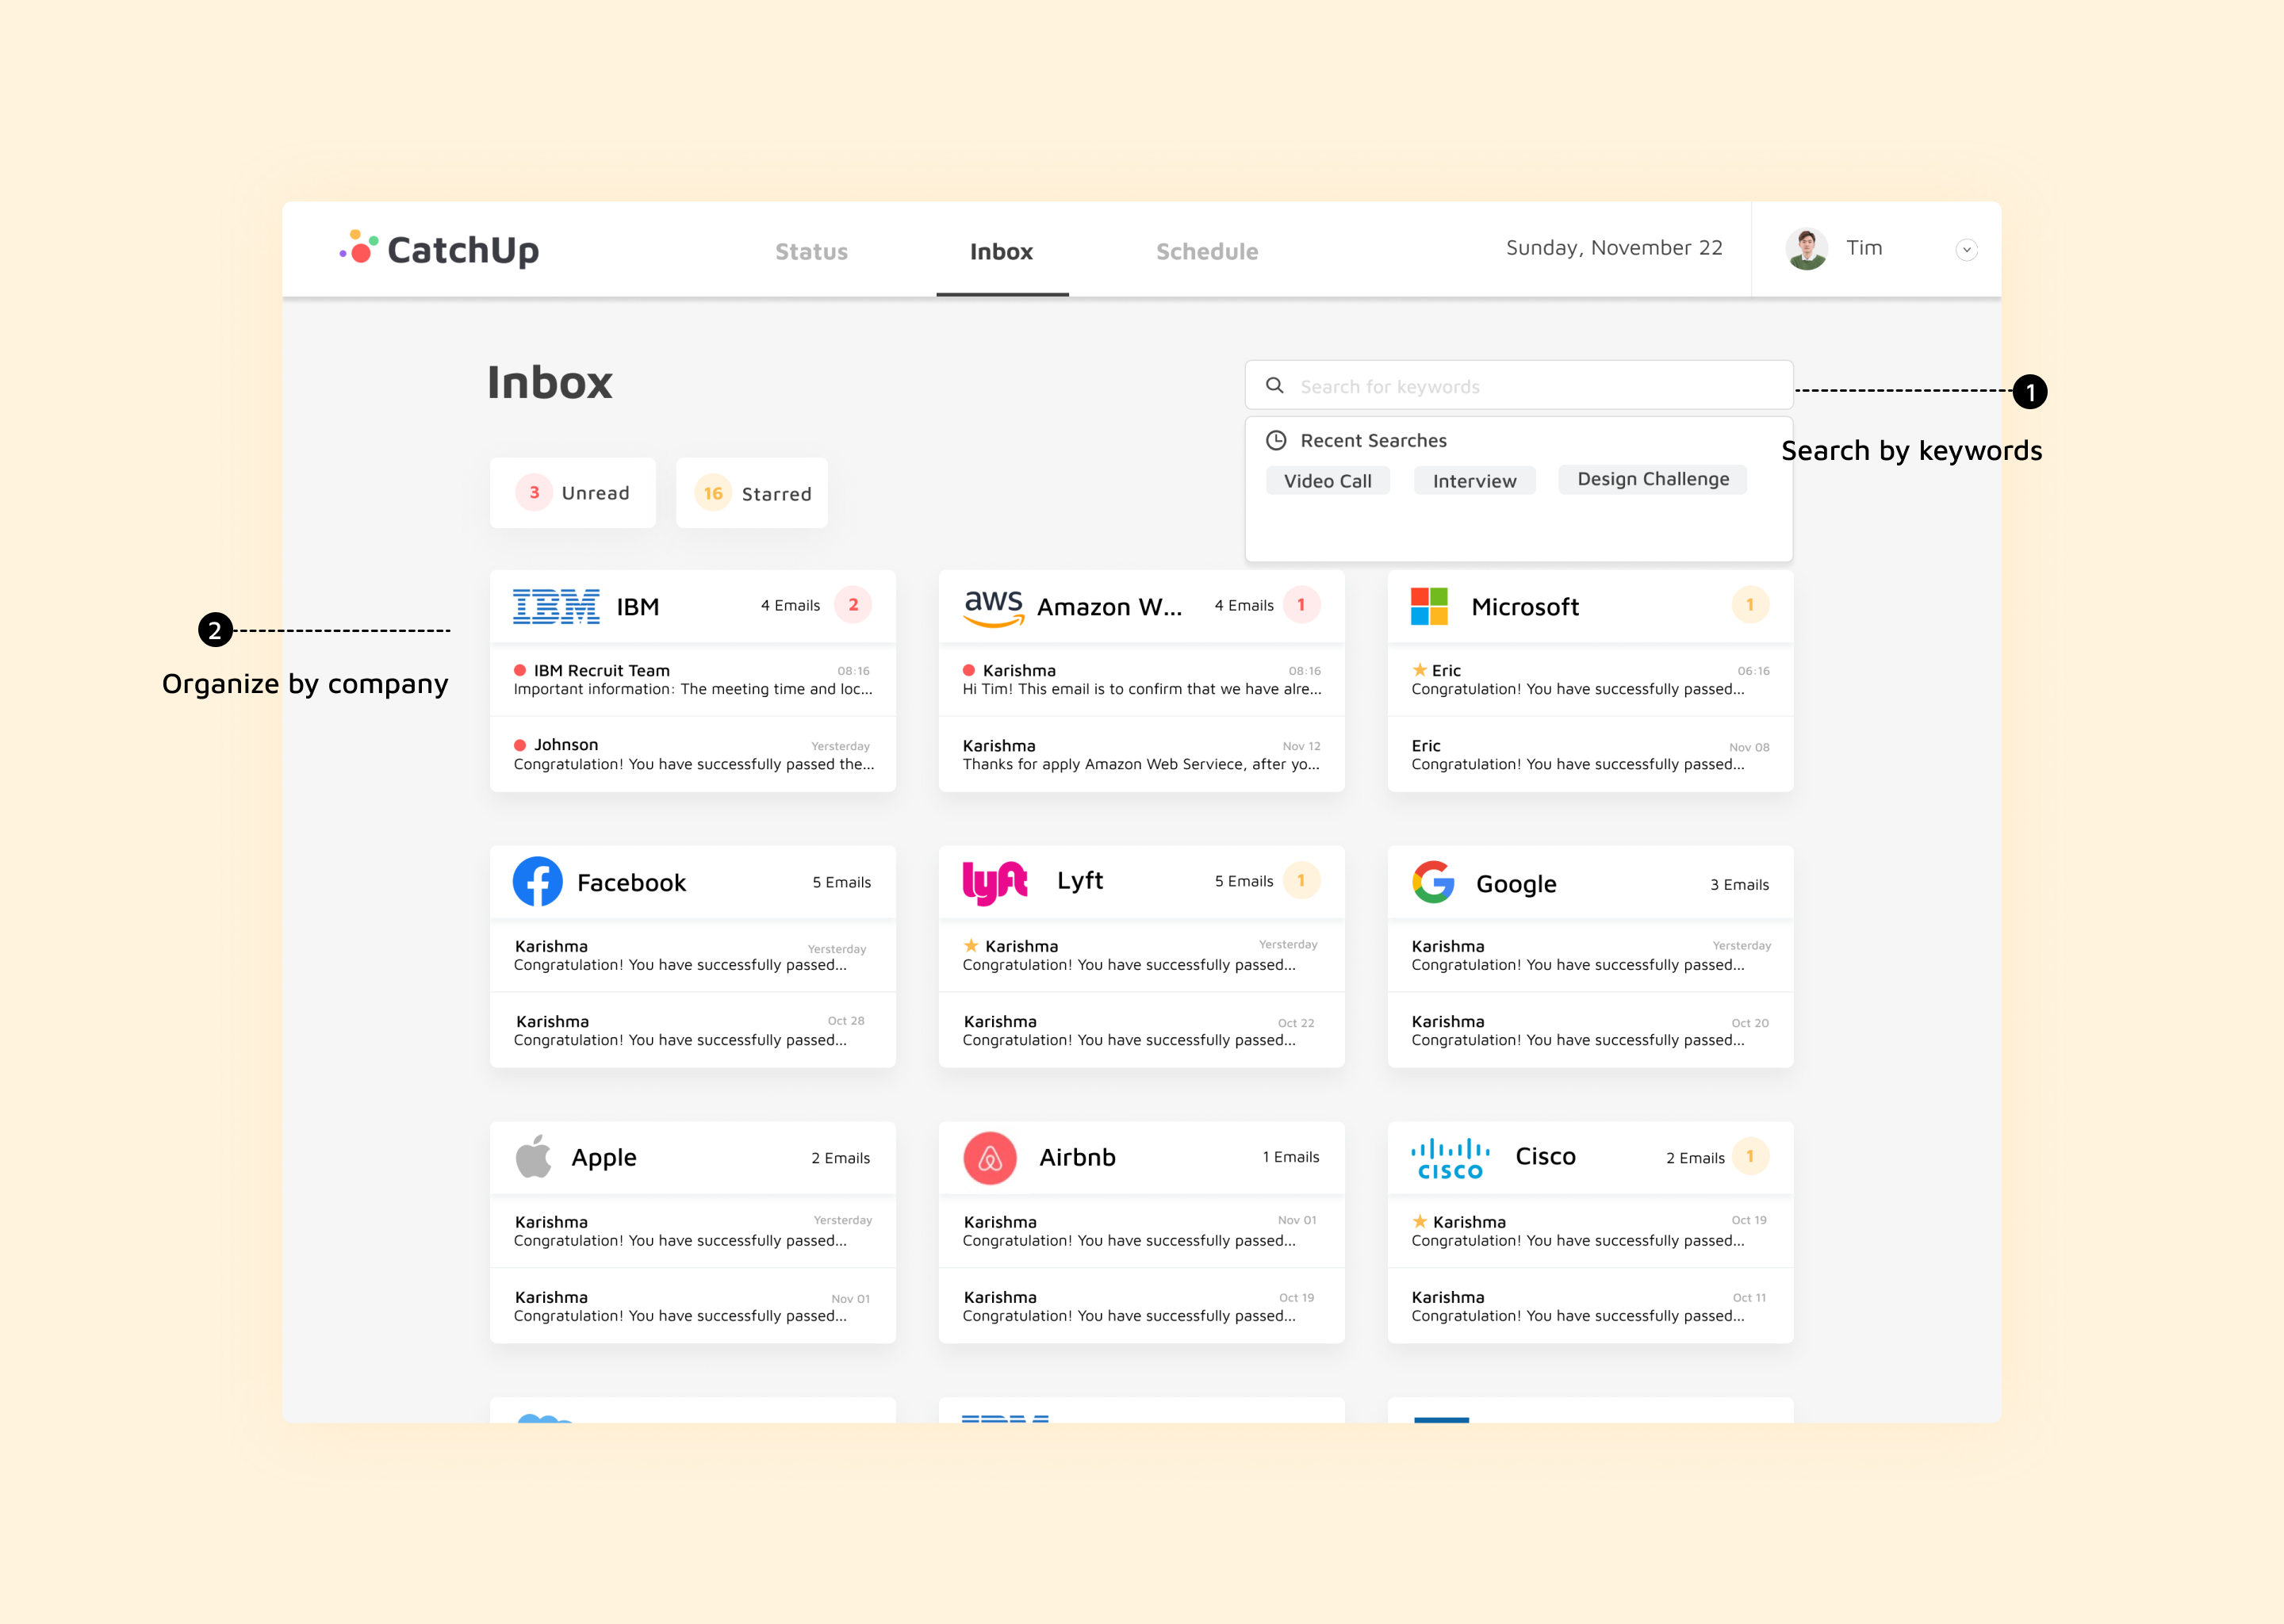 CatchUp
Status
Inbox
Schedule
Sunday, November 22
Tim
Inbox
Search for keywords
1
Search by keywords
Recent Searches
Video Call
Interview
Design Challenge
3 Unread
16 Starred
2
Organize by company
IBM IBM 4 Emails 2
IBM Recruit Team 08:16
Important information: The meeting time and loc...
Johnson Yersterday
Congratulation! You have successfully passed the...
aws Amazon W... 4 Emails 1
Karishma 08:16
Hi Tim! This email is to confirm that we have alre...
Karishma Nov 12
Thanks for apply Amazon Web Serviece, after yo...
Microsoft 1
Eric 06:16
Congratulation! You have successfully passed...
Eric Nov 08
Congratulation! You have successfully passed...
Facebook 5 Emails
Karishma Yersterday
Congratulation! You have successfully passed...
Karishma Oct 28
Congratulation! You have successfully passed...
lyft Lyft 5 Emails 1
Karishma Yersterday
Congratulation! You have successfully passed...
Karishma Oct 22
Congratulation! You have successfully passed...
Google 3 Emails
Karishma Yersterday
Congratulation! You have successfully passed...
Karishma Oct 20
Congratulation! You have successfully passed...
Apple 2 Emails
Karishma Yersterday
Congratulation! You have successfully passed...
Karishma Nov 01
Congratulation! You have successfully passed...
Airbnb 1 Emails
Karishma Nov 01
Congratulation! You have successfully passed...
Karishma Oct 19
Congratulation! You have successfully passed...
CISCO Cisco 2 Emails 1
Karishma Oct 19
Congratulation! You have successfully passed...
Karishma Oct 11
Congratulation! You have successfully passed...